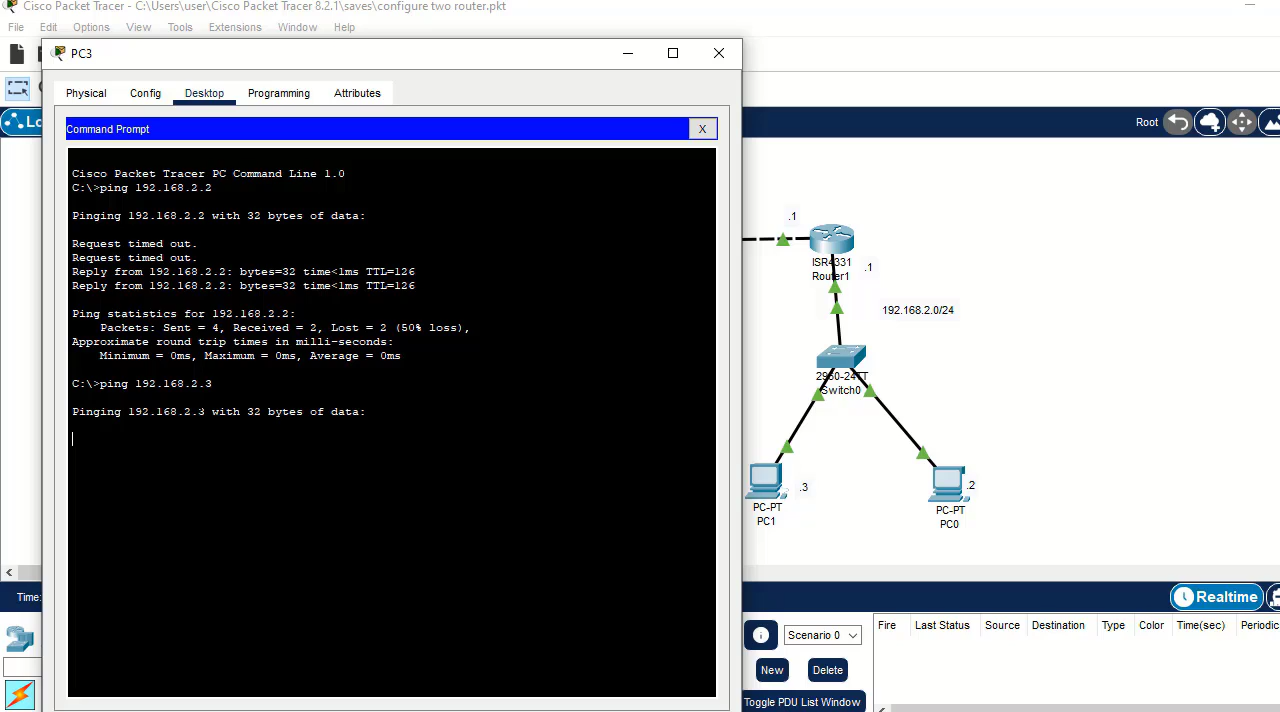 Cisco Packet Tracer - C:\Users\user\Cisco Packet Tracer 8.2.1\saves\configure two router.pkt
File Edit Options View Tools Extensions Window Help
PC3
Physical Config Desktop Programming Attributes
Command Prompt
X
Cisco Packet Tracer PC Command Line 1.0
C:\>ping 192.168.2.2
Pinging 192.168.2.2 with 32 bytes of data:
Request timed out.
Request timed out.
Reply from 192.168.2.2: bytes=32 time<1ms TTL=126
Reply from 192.168.2.2: bytes=32 time<1ms TTL=126
Ping statistics for 192.168.2.2:
Packets: Sent = 4, Received = 2, Lost = 2 (50% loss),
Approximate round trip times in milli-seconds:
Minimum = 0ms, Maximum = 0ms, Average = 0ms
C:\>ping 192.168.2.3
Pinging 192.168.2.3 with 32 bytes of data:
Root
.1
ISR4331
Router1
.1
192.168.2.0/24
2960-24TT
Switch0
.3
PC-PT
PC1
.2
PC-PT
PC0
Time:
Realtime
Scenario 0
New
Delete
Toggle PDU List Window
Fire Last Status Source Destination Type Color Time(sec) Periodic